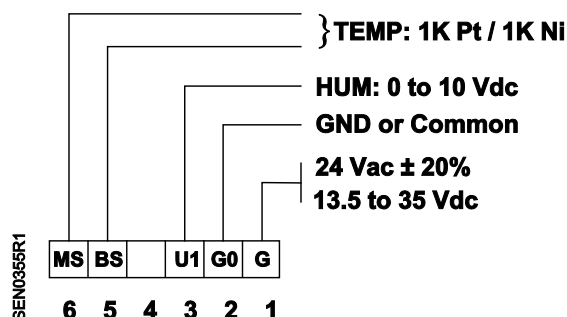 TEMP: 1K Pt / 1K Ni
HUM: 0 to 10 Vdc
GND or Common
24 Vac ± 20%
13.5 to 35 Vdc
SEN0355R1
MS BS U1 G0 G
6 5 4 3 2 1